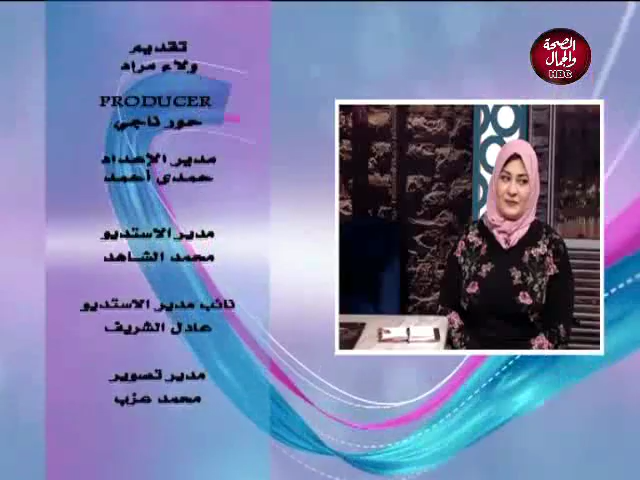 الصحة
والجمال
HBC
تقديم
ولاء مراد
PRODUCER
حور ناجي
مدير الإعداد
حمدى أحمد
مدير الاستديو
محمد الشاهد
نائب مدير الاستديو
عادل الشريف
مدير تصوير
محمد عزب